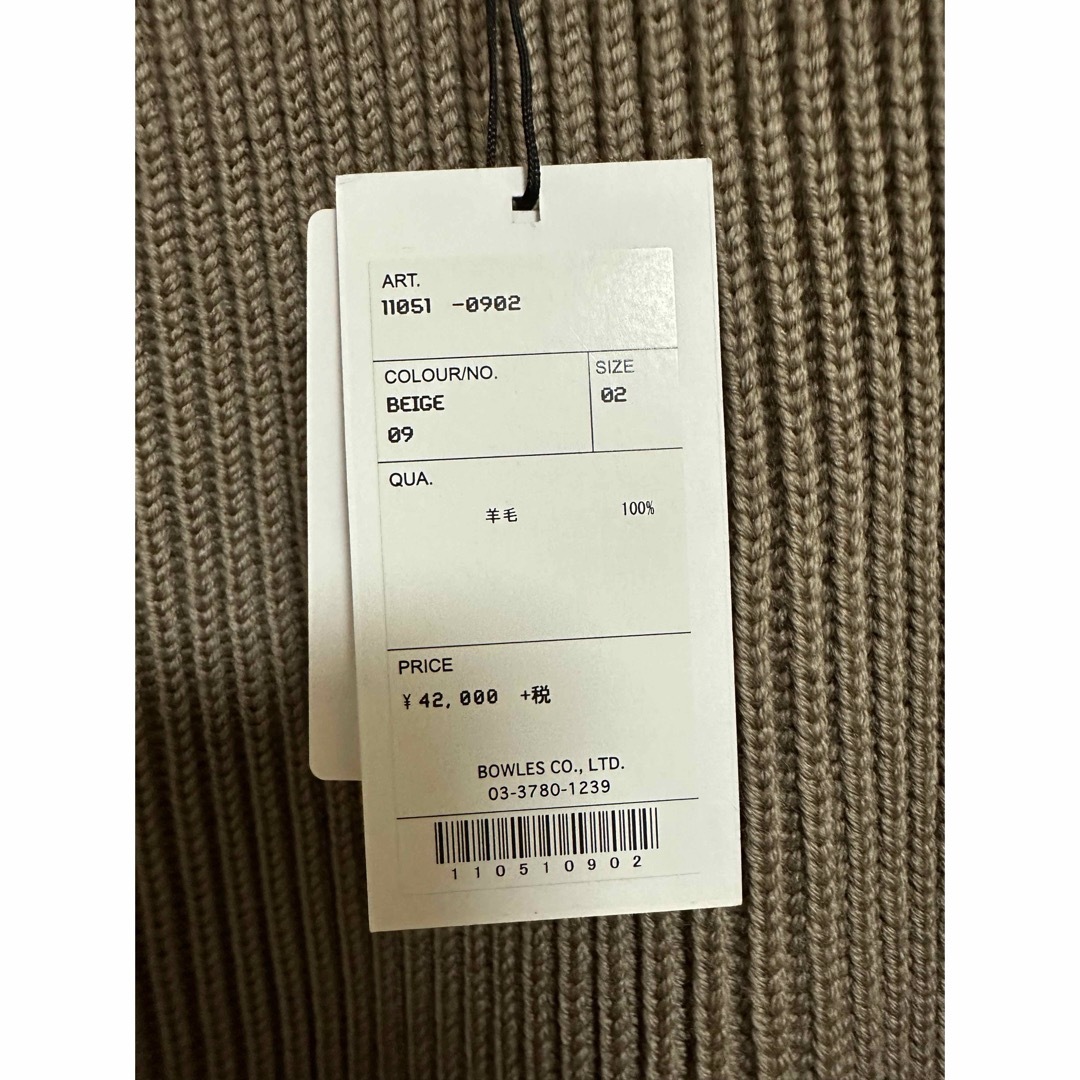 ART.
11051 -0902
COLOUR/NO.
BEIGE
09
SIZE
02
QUA.
羊毛 100%
PRICE
¥42,000 +税
BOWLES CO., LTD.
03-3780-1239
110510902